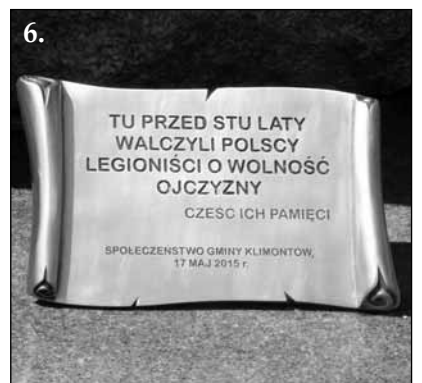 6.
TU PRZED STU LATY
WALCZYLI POLSCY
LEGIONIŚCI O WOLNOŚĆ
OJCZYZNY
CZEŚĆ ICH PAMIĘCI
SPOŁECZEŃSTWO GMINY KLIMONTÓW,
17 MAJ 2015 r.